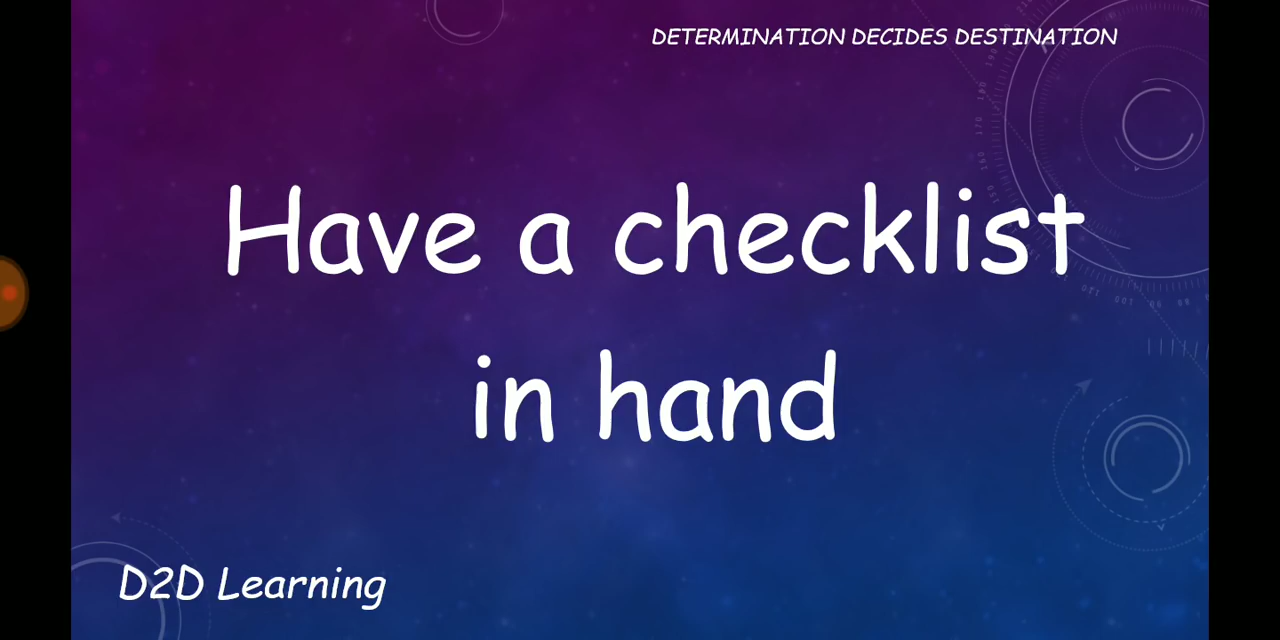 DETERMINATION DECIDES DESTINATION
Have a checklist
in hand
D2D Learning